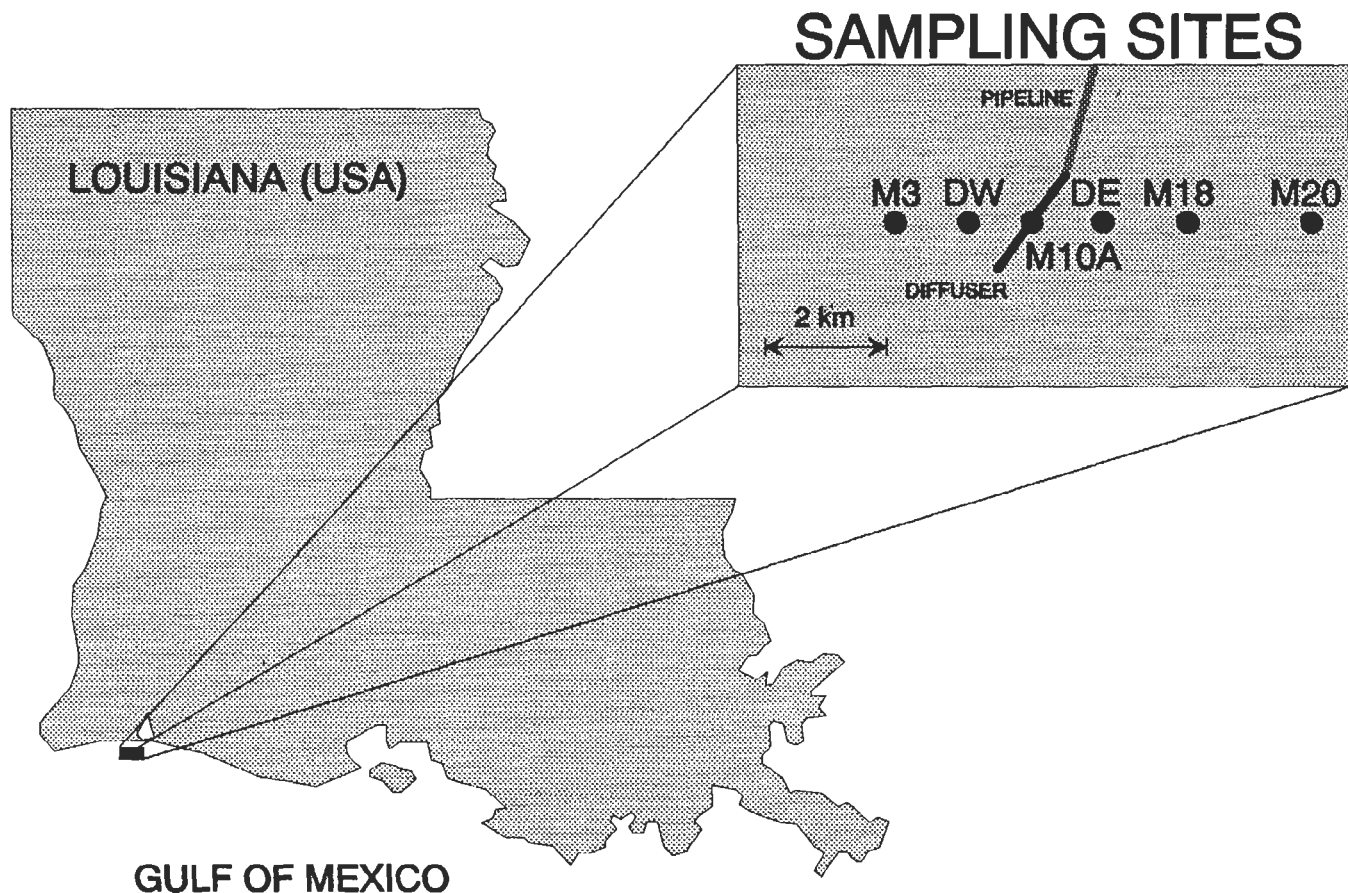 SAMPLING SITES
PIPELINE
LOUISIANA (USA)
M3 DW DE M18 M20
M10A
DIFFUSER
2 km
GULF OF MEXICO